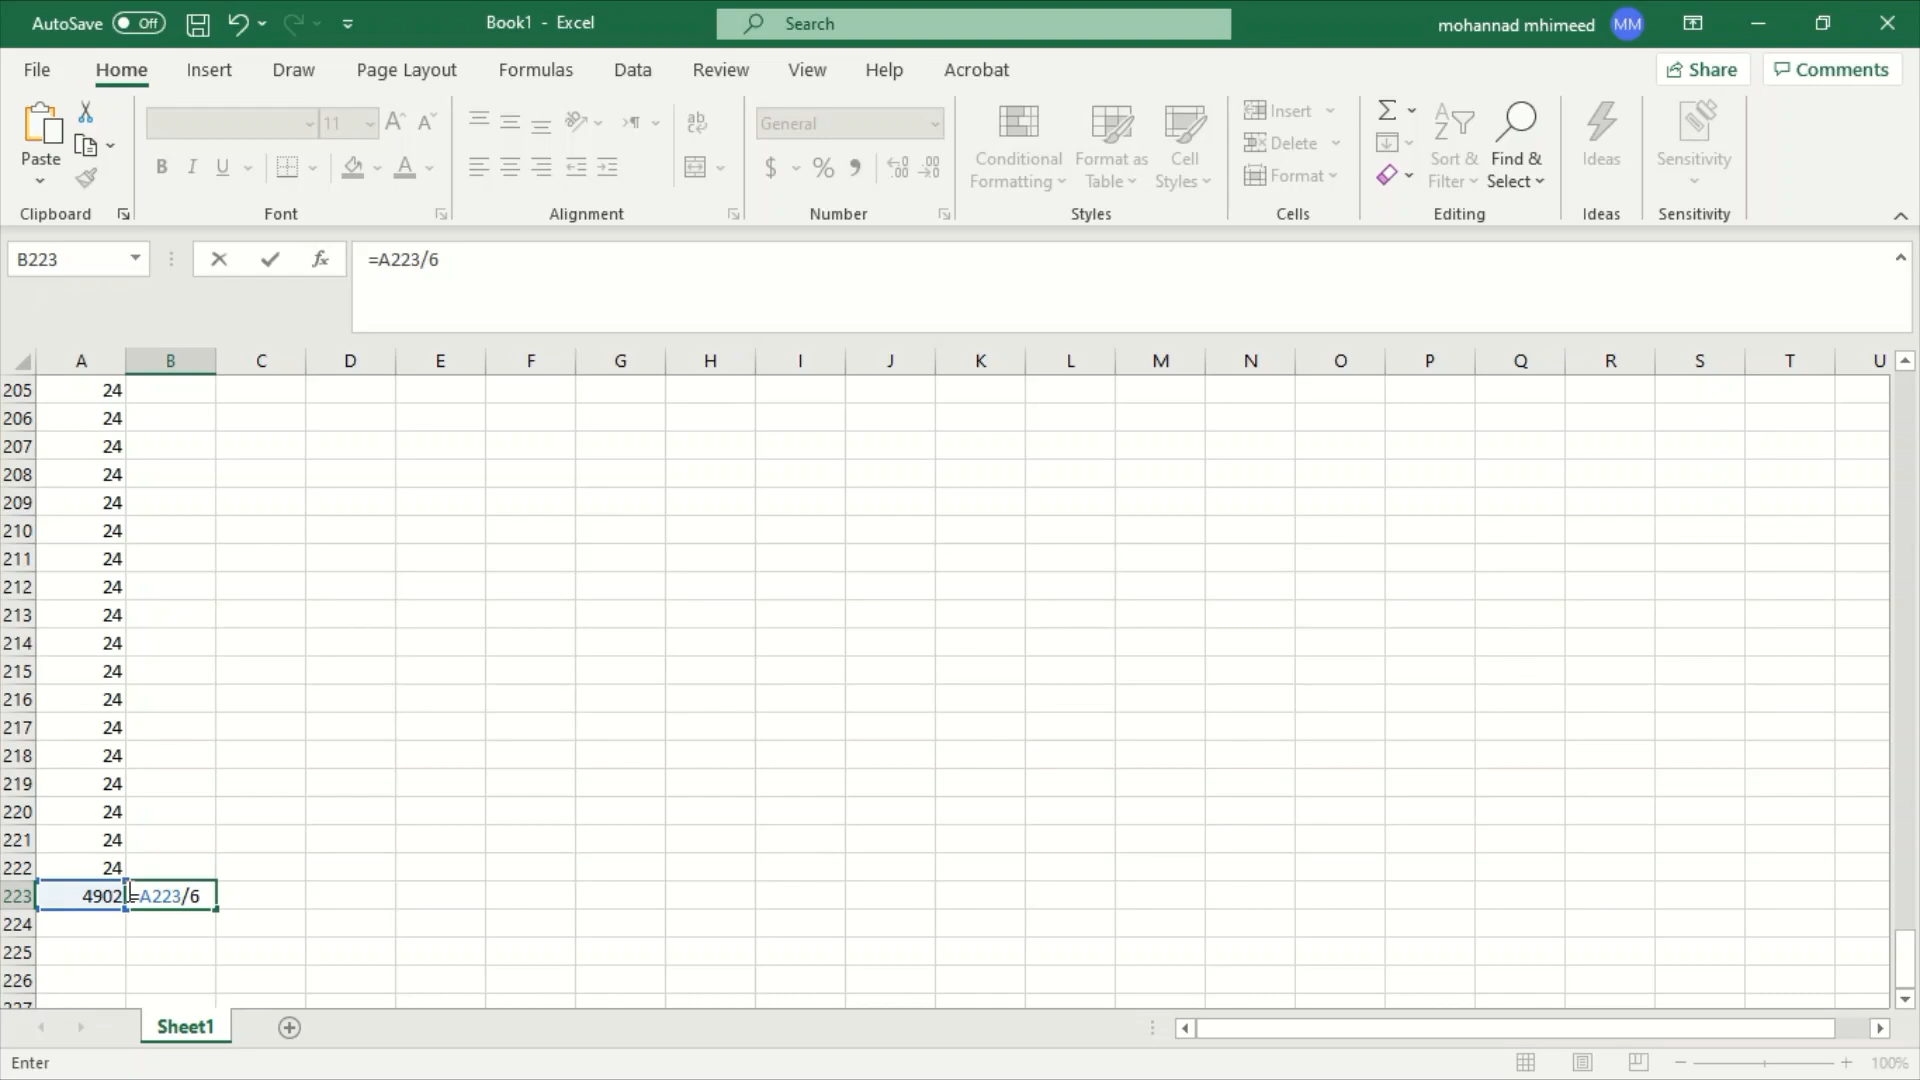 AutoSave Off Book1 - Excel Search mohannad mhimeed MM
File Home Insert Draw Page Layout Formulas Data Review View Help Acrobat Share Comments
Paste
11
B I U
A A
A
ab
General
$ % 9
Conditional Formatting
Format as Table
Cell Styles
Insert
Delete
Format
Sort & Filter
Find & Select
Ideas
Sensitivity
Clipboard Font Alignment Number Styles Cells Editing Ideas Sensitivity
B223 fx =A223/6
A B C D E F G H I J K L M N O P Q R S T U
205 24
206 24
207 24
208 24
209 24
210 24
211 24
212 24
213 24
214 24
215 24
216 24
217 24
218 24
219 24
220 24
221 24
222 24
223 4902 =A223/6
224
225
226
227
Sheet1
Enter 100%